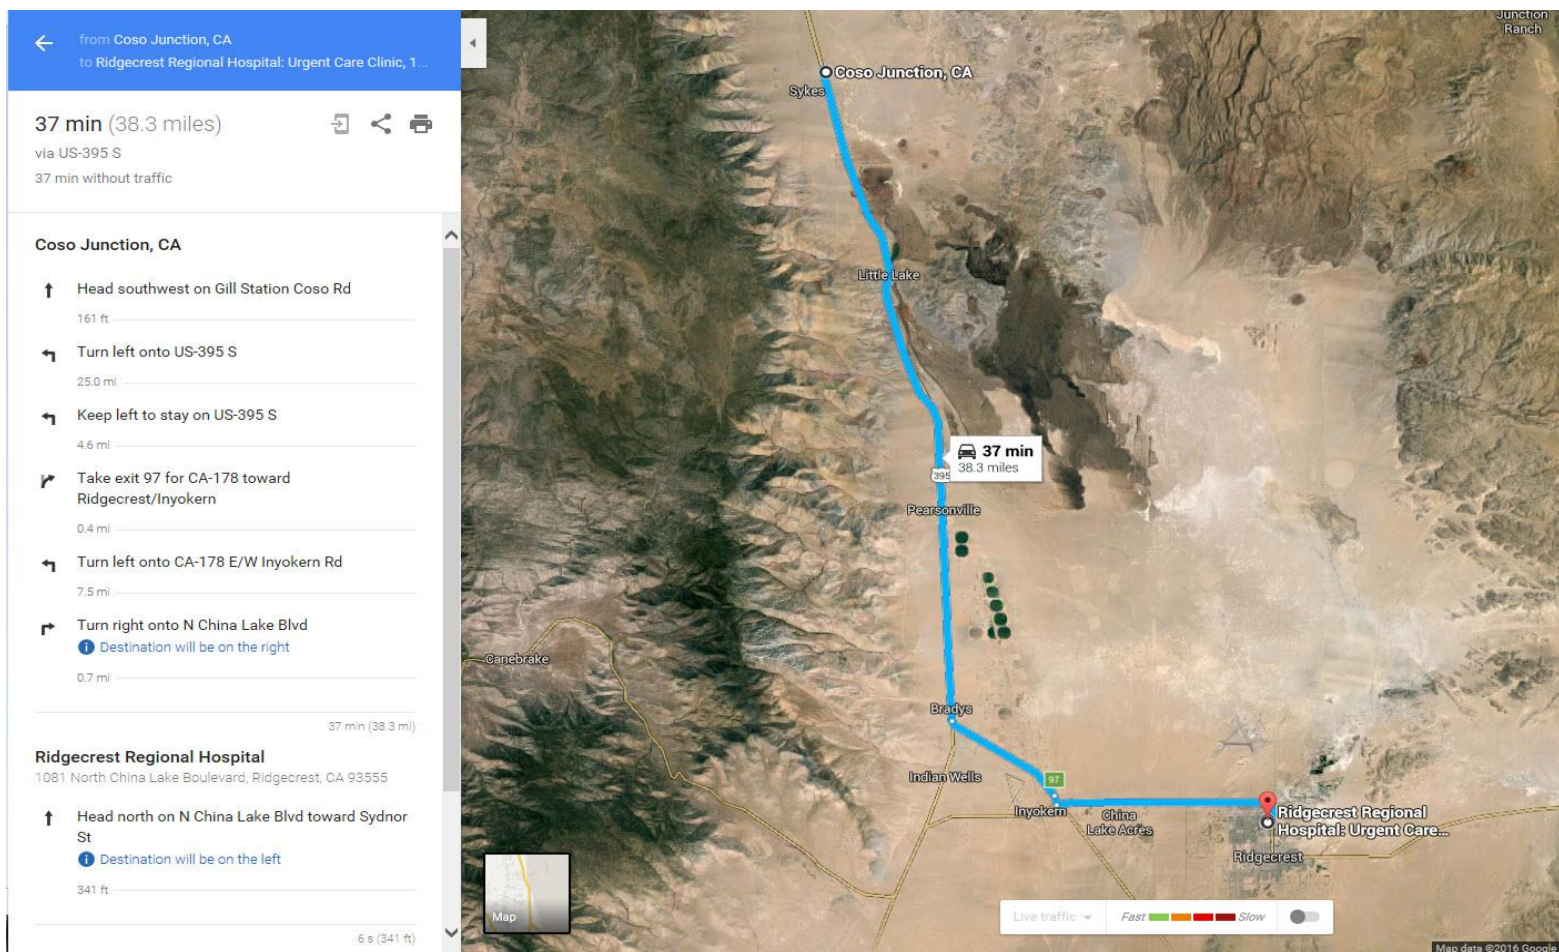 from Coso Junction, CA
to Ridgecrest Regional Hospital: Urgent Care Clinic, 1...
37 min (38.3 miles)
via US-395 S
37 min without traffic
Coso Junction, CA
Head southwest on Gill Station Coso Rd
161 ft
Turn left onto US-395 S
25.0 mi
Keep left to stay on US-395 S
4.6 mi
Take exit 97 for CA-178 toward
Ridgecrest/Inyokern
0.4 mi
Turn left onto CA-178 E/W Inyokern Rd
7.5 mi
Turn right onto N China Lake Blvd
Destination will be on the right
0.7 mi
37 min (38.3 mi)
Ridgecrest Regional Hospital
1081 North China Lake Boulevard, Ridgecrest, CA 93555
Head north on N China Lake Blvd toward Sydnor
St
Destination will be on the left
341 ft
6 s (341 ft)
Junction
Ranch
Coso Junction, CA
Sykes
Little Lake
37 min
38.3 miles
395
Pearsonville
Canebrake
Bradys
Indian Wells
97
Inyokern
China
Lake Acres
Ridgecrest Regional
Hospital: Urgent Care...
Ridgecrest
Map
Live traffic
Fast
Slow
Map data ©2016 Google